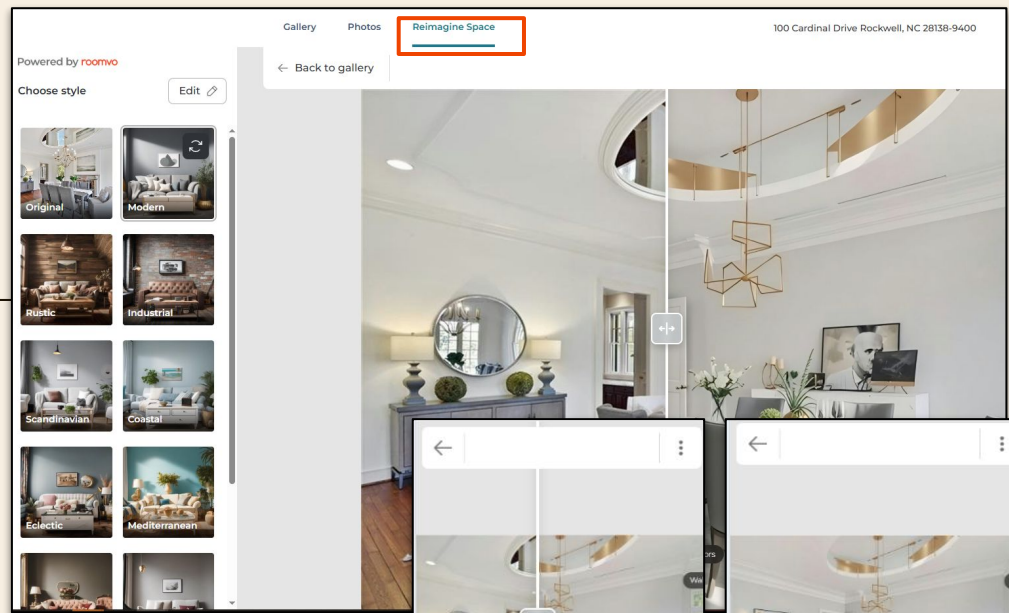 Gallery Photos Reimagine Space 100 Cardinal Drive Rockwell, NC 28138-9400
Powered by roomvo
← Back to gallery
Choose style Edit
Original Modern
Rustic Industrial
Scandinavian Coastal
Eclectic Mediterranean